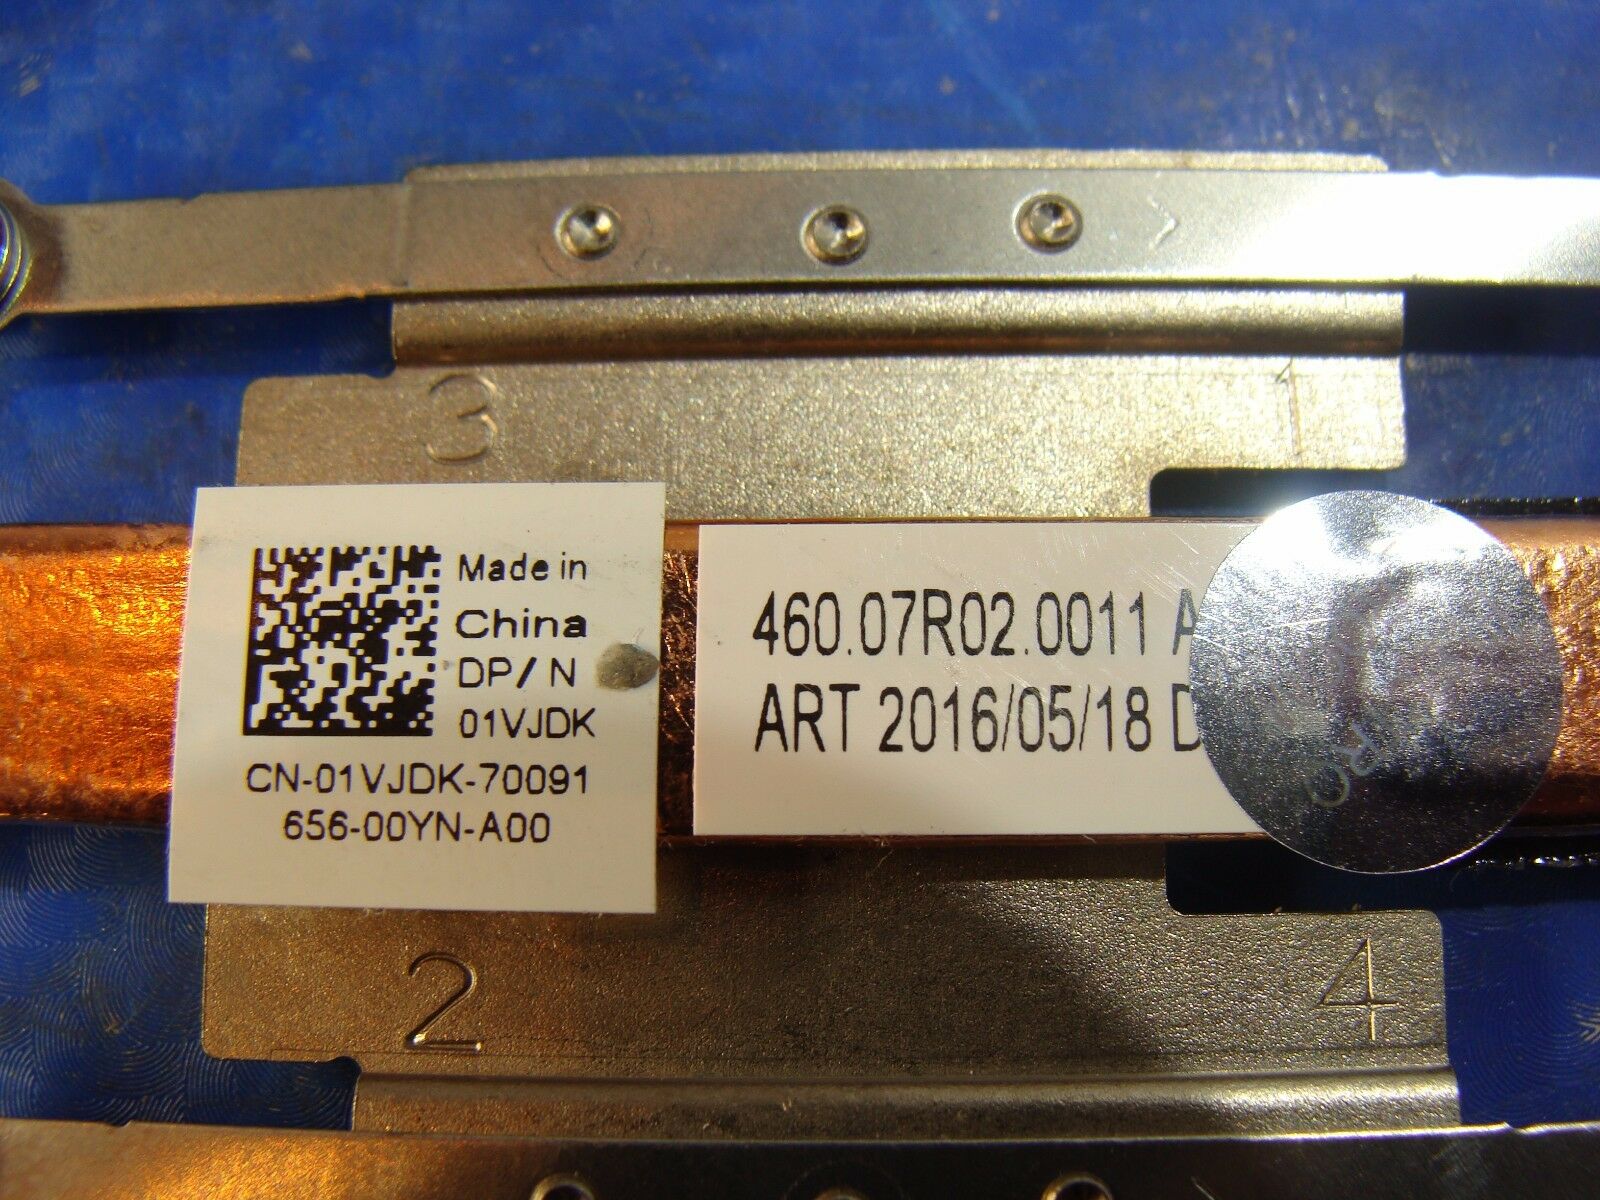 3 1
Made in
China
DP/N
01VJDK
CN-01VJDK-70091
656-00YN-A00
460.07R02.0011 A
ART 2016/05/18 D
2 4